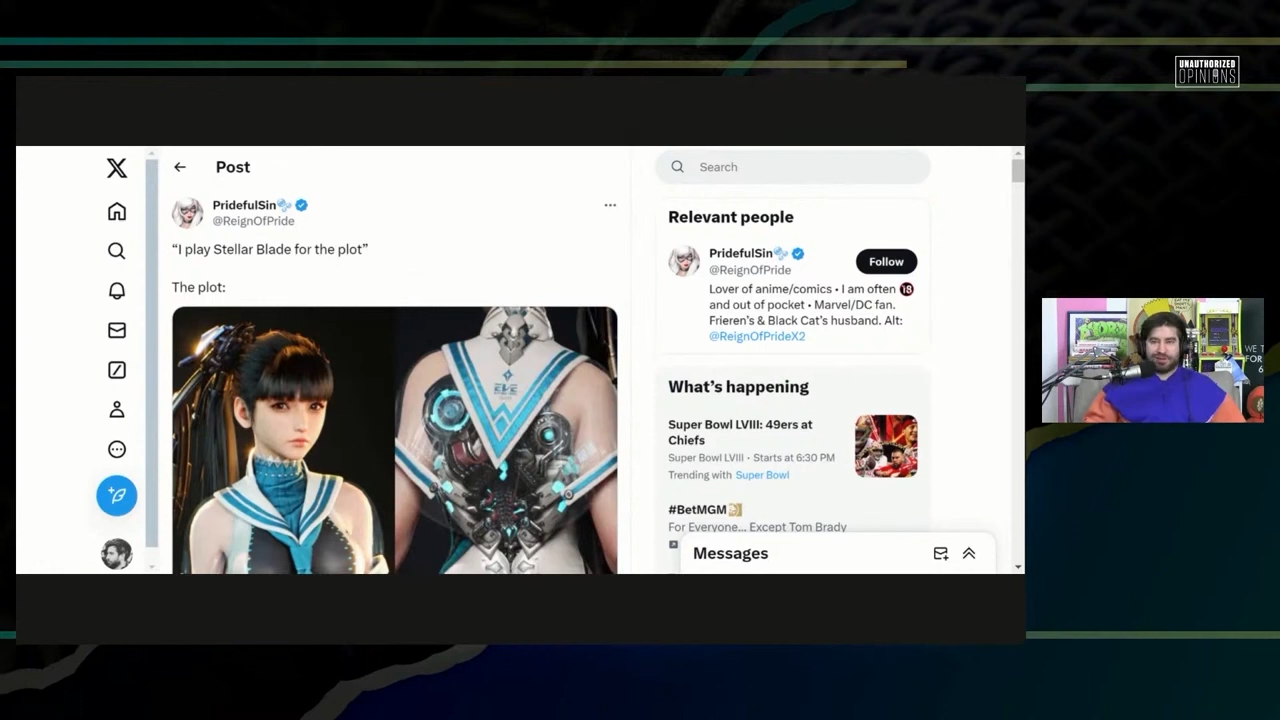 UNAUTHORIZED
OPINIONS
X
Post
Search
PridefulSin
@ReignOfPride
“I play Stellar Blade for the plot”
The plot:
EVE
Relevant people
PridefulSin
@ReignOfPride
Follow
Lover of anime/comics • I am often 🔞
and out of pocket • Marvel/DC fan.
Frieren's & Black Cat's husband. Alt:
@ReignOfPrideX2
What's happening
Super Bowl LVIII: 49ers at
Chiefs
Super Bowl LVIII · Starts at 6:30 PM
Trending with Super Bowl
#BetMGM
For Everyone... Except Tom Brady
Messages
WE T
FOR
6